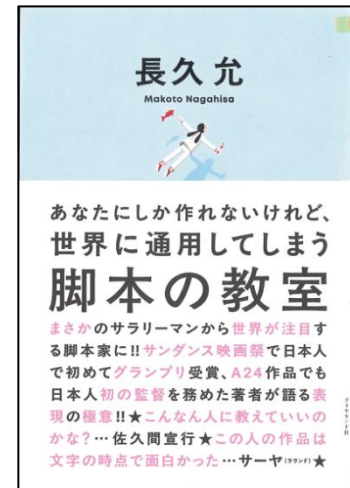 長久 允
Makoto Nagahisa
あなたにしか作れないけれど、
世界に通用してしまう
脚本の教室
まさかのサラリーマンから世界が注目す
る脚本家に!!サンダンス映画祭で日本人
で初めてグランプリ受賞、A24作品でも
日本人初の監督を務めた著者が語る表
現の極意!!★こんな人に教えていいの
かな?…佐久間宣行★この人の作品は
文字の時点で面白かった…サーヤ(ラランド)★
ダイヤモンド社